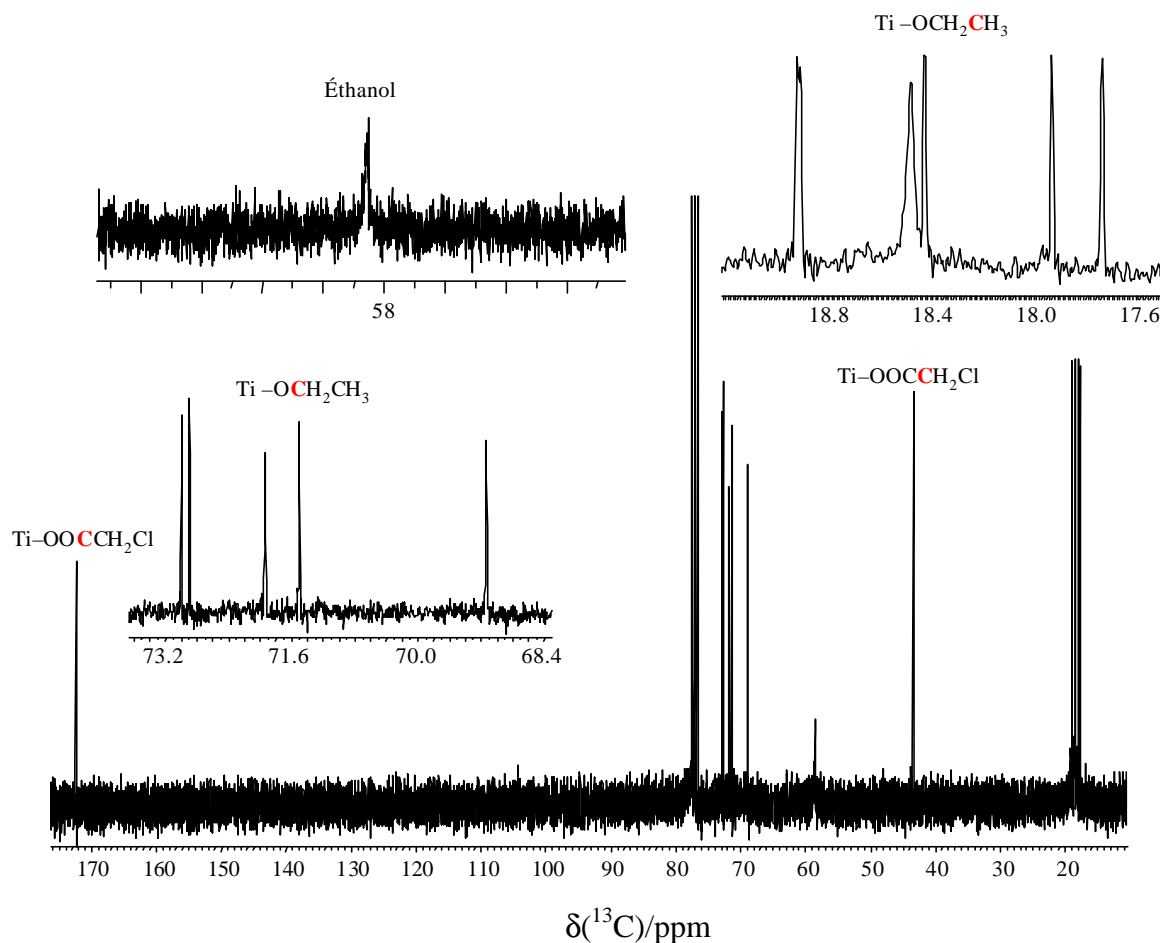 Ti –OCH₂CH₃
Éthanol
58
18.8 18.4 18.0 17.6
Ti –OCH₂CH₃
Ti–OOCCH₂Cl
Ti–OOCCH₂Cl
73.2 71.6 70.0 68.4
170 160 150 140 130 120 110 100 90 80 70 60 50 40 30 20
δ(¹³C)/ppm